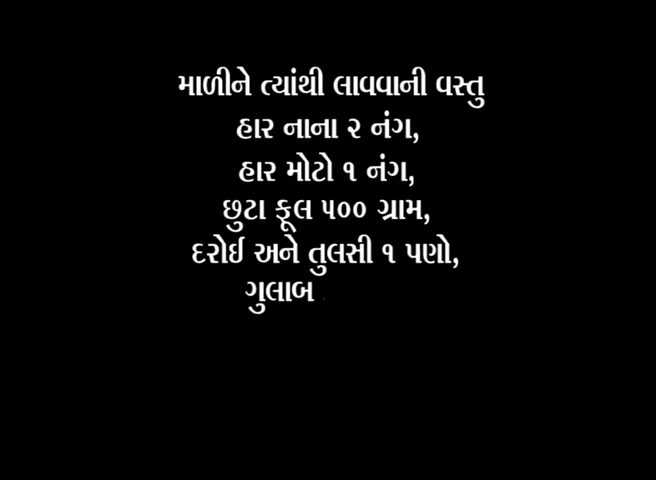 માળીને ત્યાંથી લાવવાની વસ્તુ
હાર નાના ૨ નંગ,
હાર મોટો ૧ નંગ,
છુટા ફૂલ ૫૦૦ ગ્રામ,
દરોઈ અને તુલસી ૧ પણો,
ગુલાબ